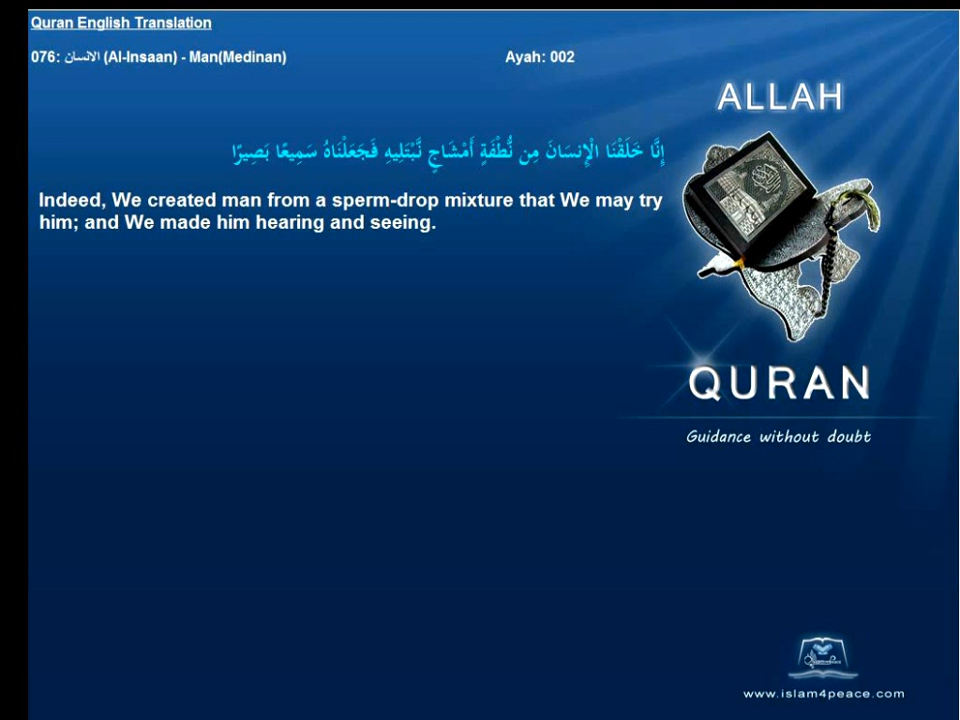 Quran English Translation
076: الانسان (Al-Insaan) - Man(Medinan)
Ayah: 002
ALLAH
إِنَّا خَلَقْنَا الْإِنسَانَ مِن نُّطْفَةٍ أَمْشَاجٍ نَّبْتَلِيهِ فَجَعَلْنَاهُ سَمِيعًا بَصِيرًا
Indeed, We created man from a sperm-drop mixture that We may try
him; and We made him hearing and seeing.
QURAN
Guidance without doubt
www.islam4peace.com